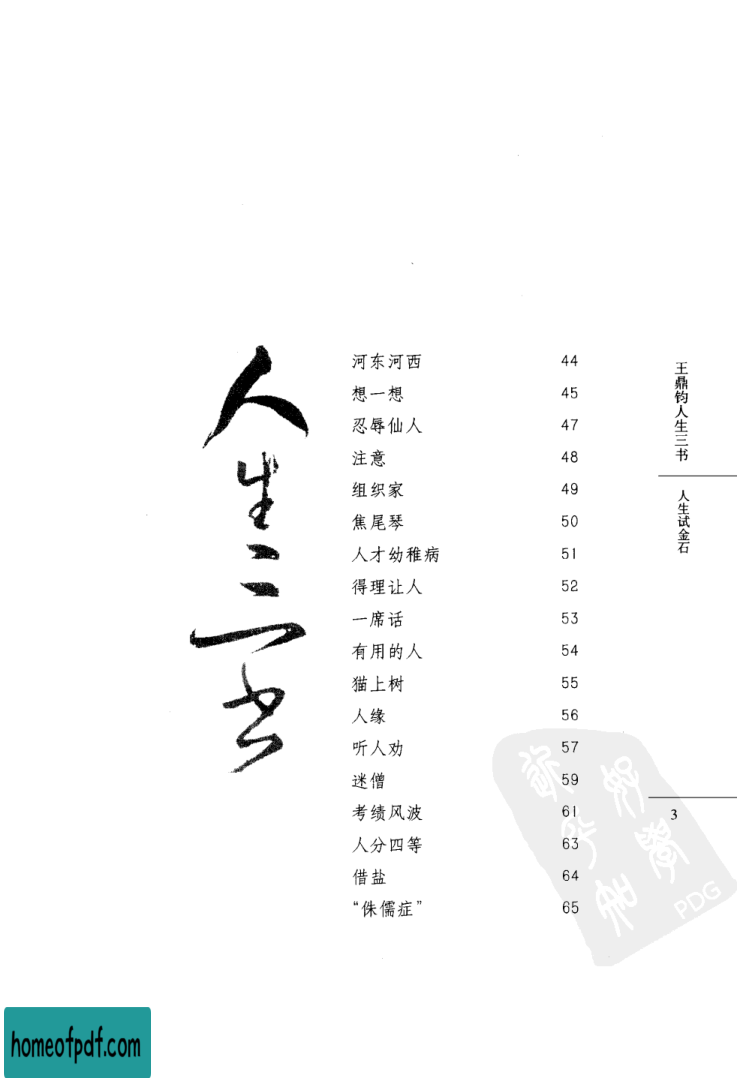 人生三书
河东河西 44
想一想 45
忍辱仙人 47
注意 48
组织家 49
焦尾琴 50
人才幼稚病 51
得理让人 52
一席话 53
有用的人 54
猫上树 55
人缘 56
听人劝 57
迷僧 59
考绩风波 61
人分四等 63
借盐 64
“侏儒症” 65
王鼎钧人生三书
人生试金石
3
PDG
homeofpdf.com